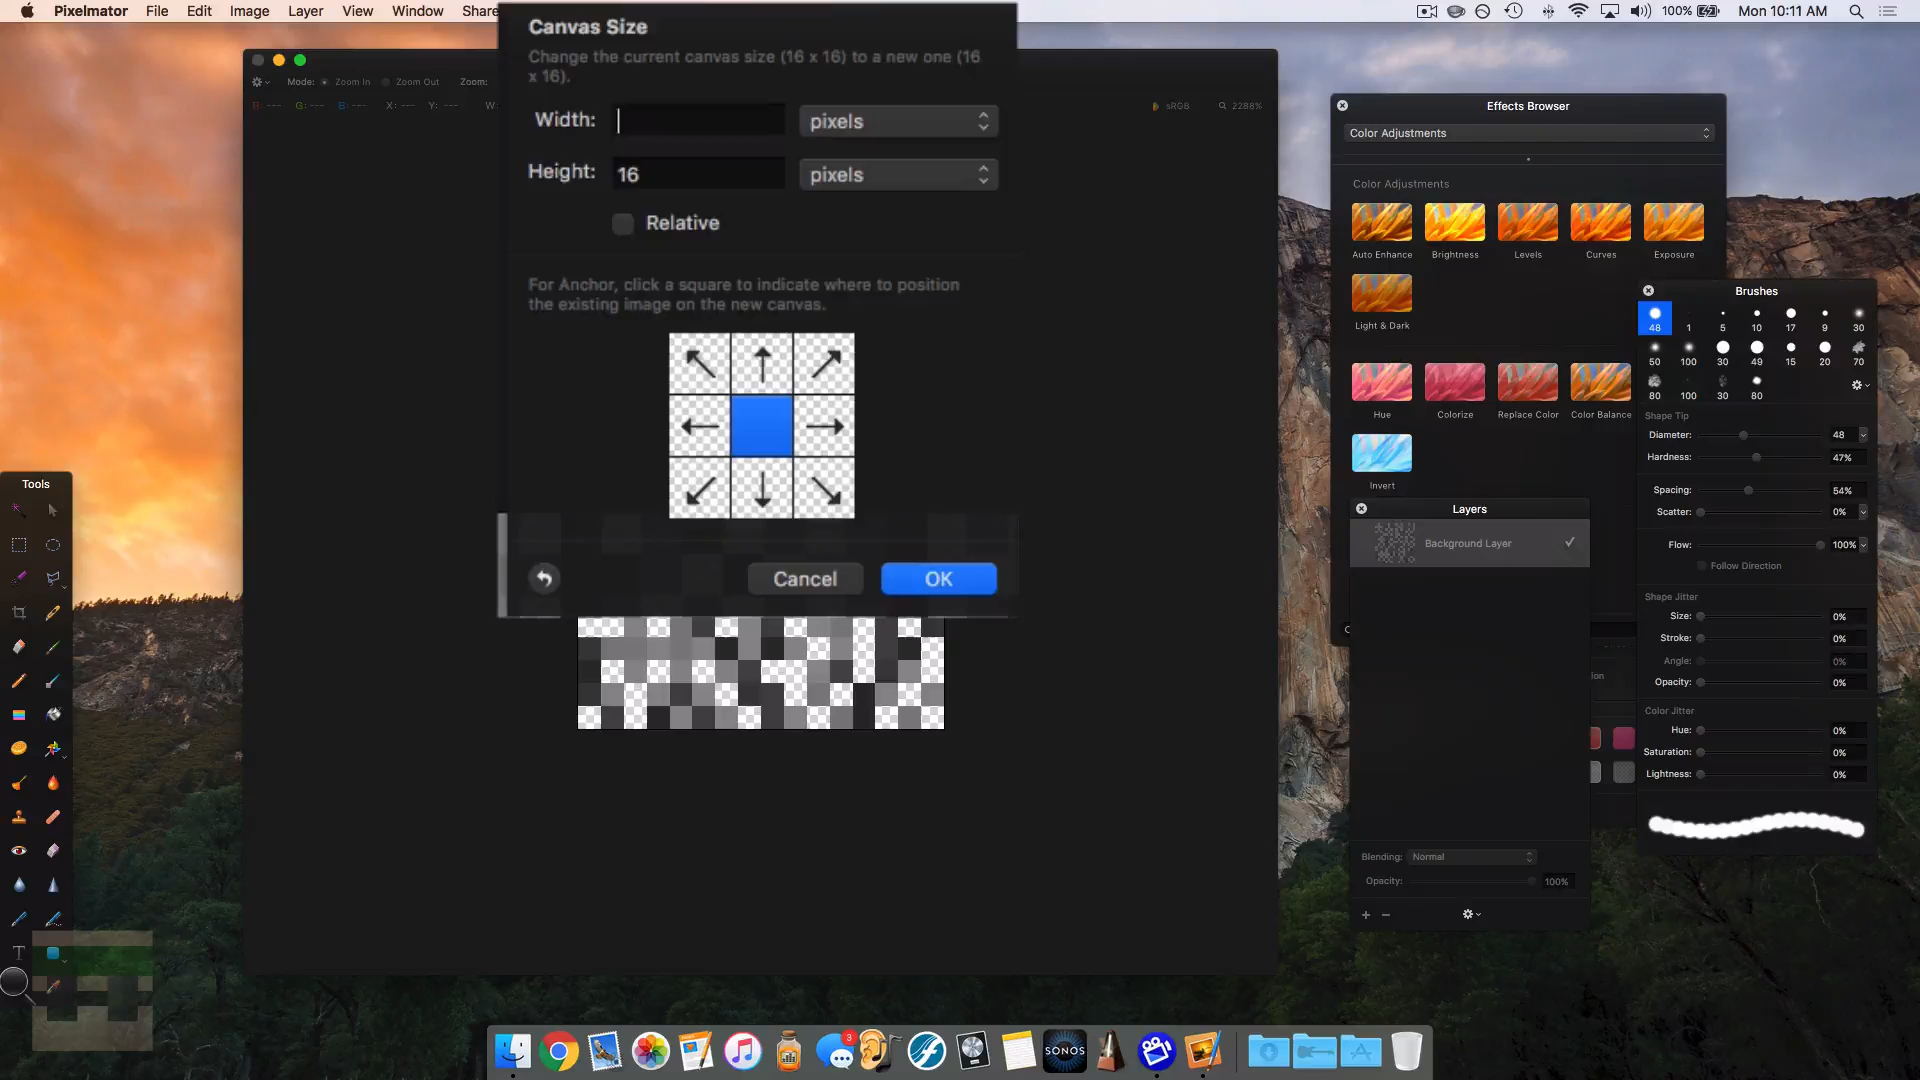 Pixelmator File Edit Image Layer View Window Share
100% Mon 10:11 AM
Canvas Size
Change the current canvas size (16 x 16) to a new one (16
x 16).
Width: pixels
Height: 16 pixels
Relative
For Anchor, click a square to indicate where to position
the existing image on the new canvas.
Cancel OK
Mode: Zoom In Zoom Out Zoom:
R: --- G: --- B: --- X: --- Y: --- W:
sRGB 2288%
Tools
T
Effects Browser
Color Adjustments
Color Adjustments
Auto Enhance Brightness Levels Curves Exposure
Light & Dark
Hue Colorize Replace Color Color Balance
Invert
Layers
Background Layer
Blending: Normal
Opacity: 100%
Brushes
48 1 5 10 17 9 30
50 100 30 49 15 20 70
80 100 30 80
Shape Tip
Diameter: 48
Hardness: 47%
Spacing: 54%
Scatter: 0%
Flow: 100%
Follow Direction
Shape Jitter
Size: 0%
Stroke: 0%
Angle: 0%
Opacity: 0%
Color Jitter
Hue: 0%
Saturation: 0%
Lightness: 0%
3
SONOS